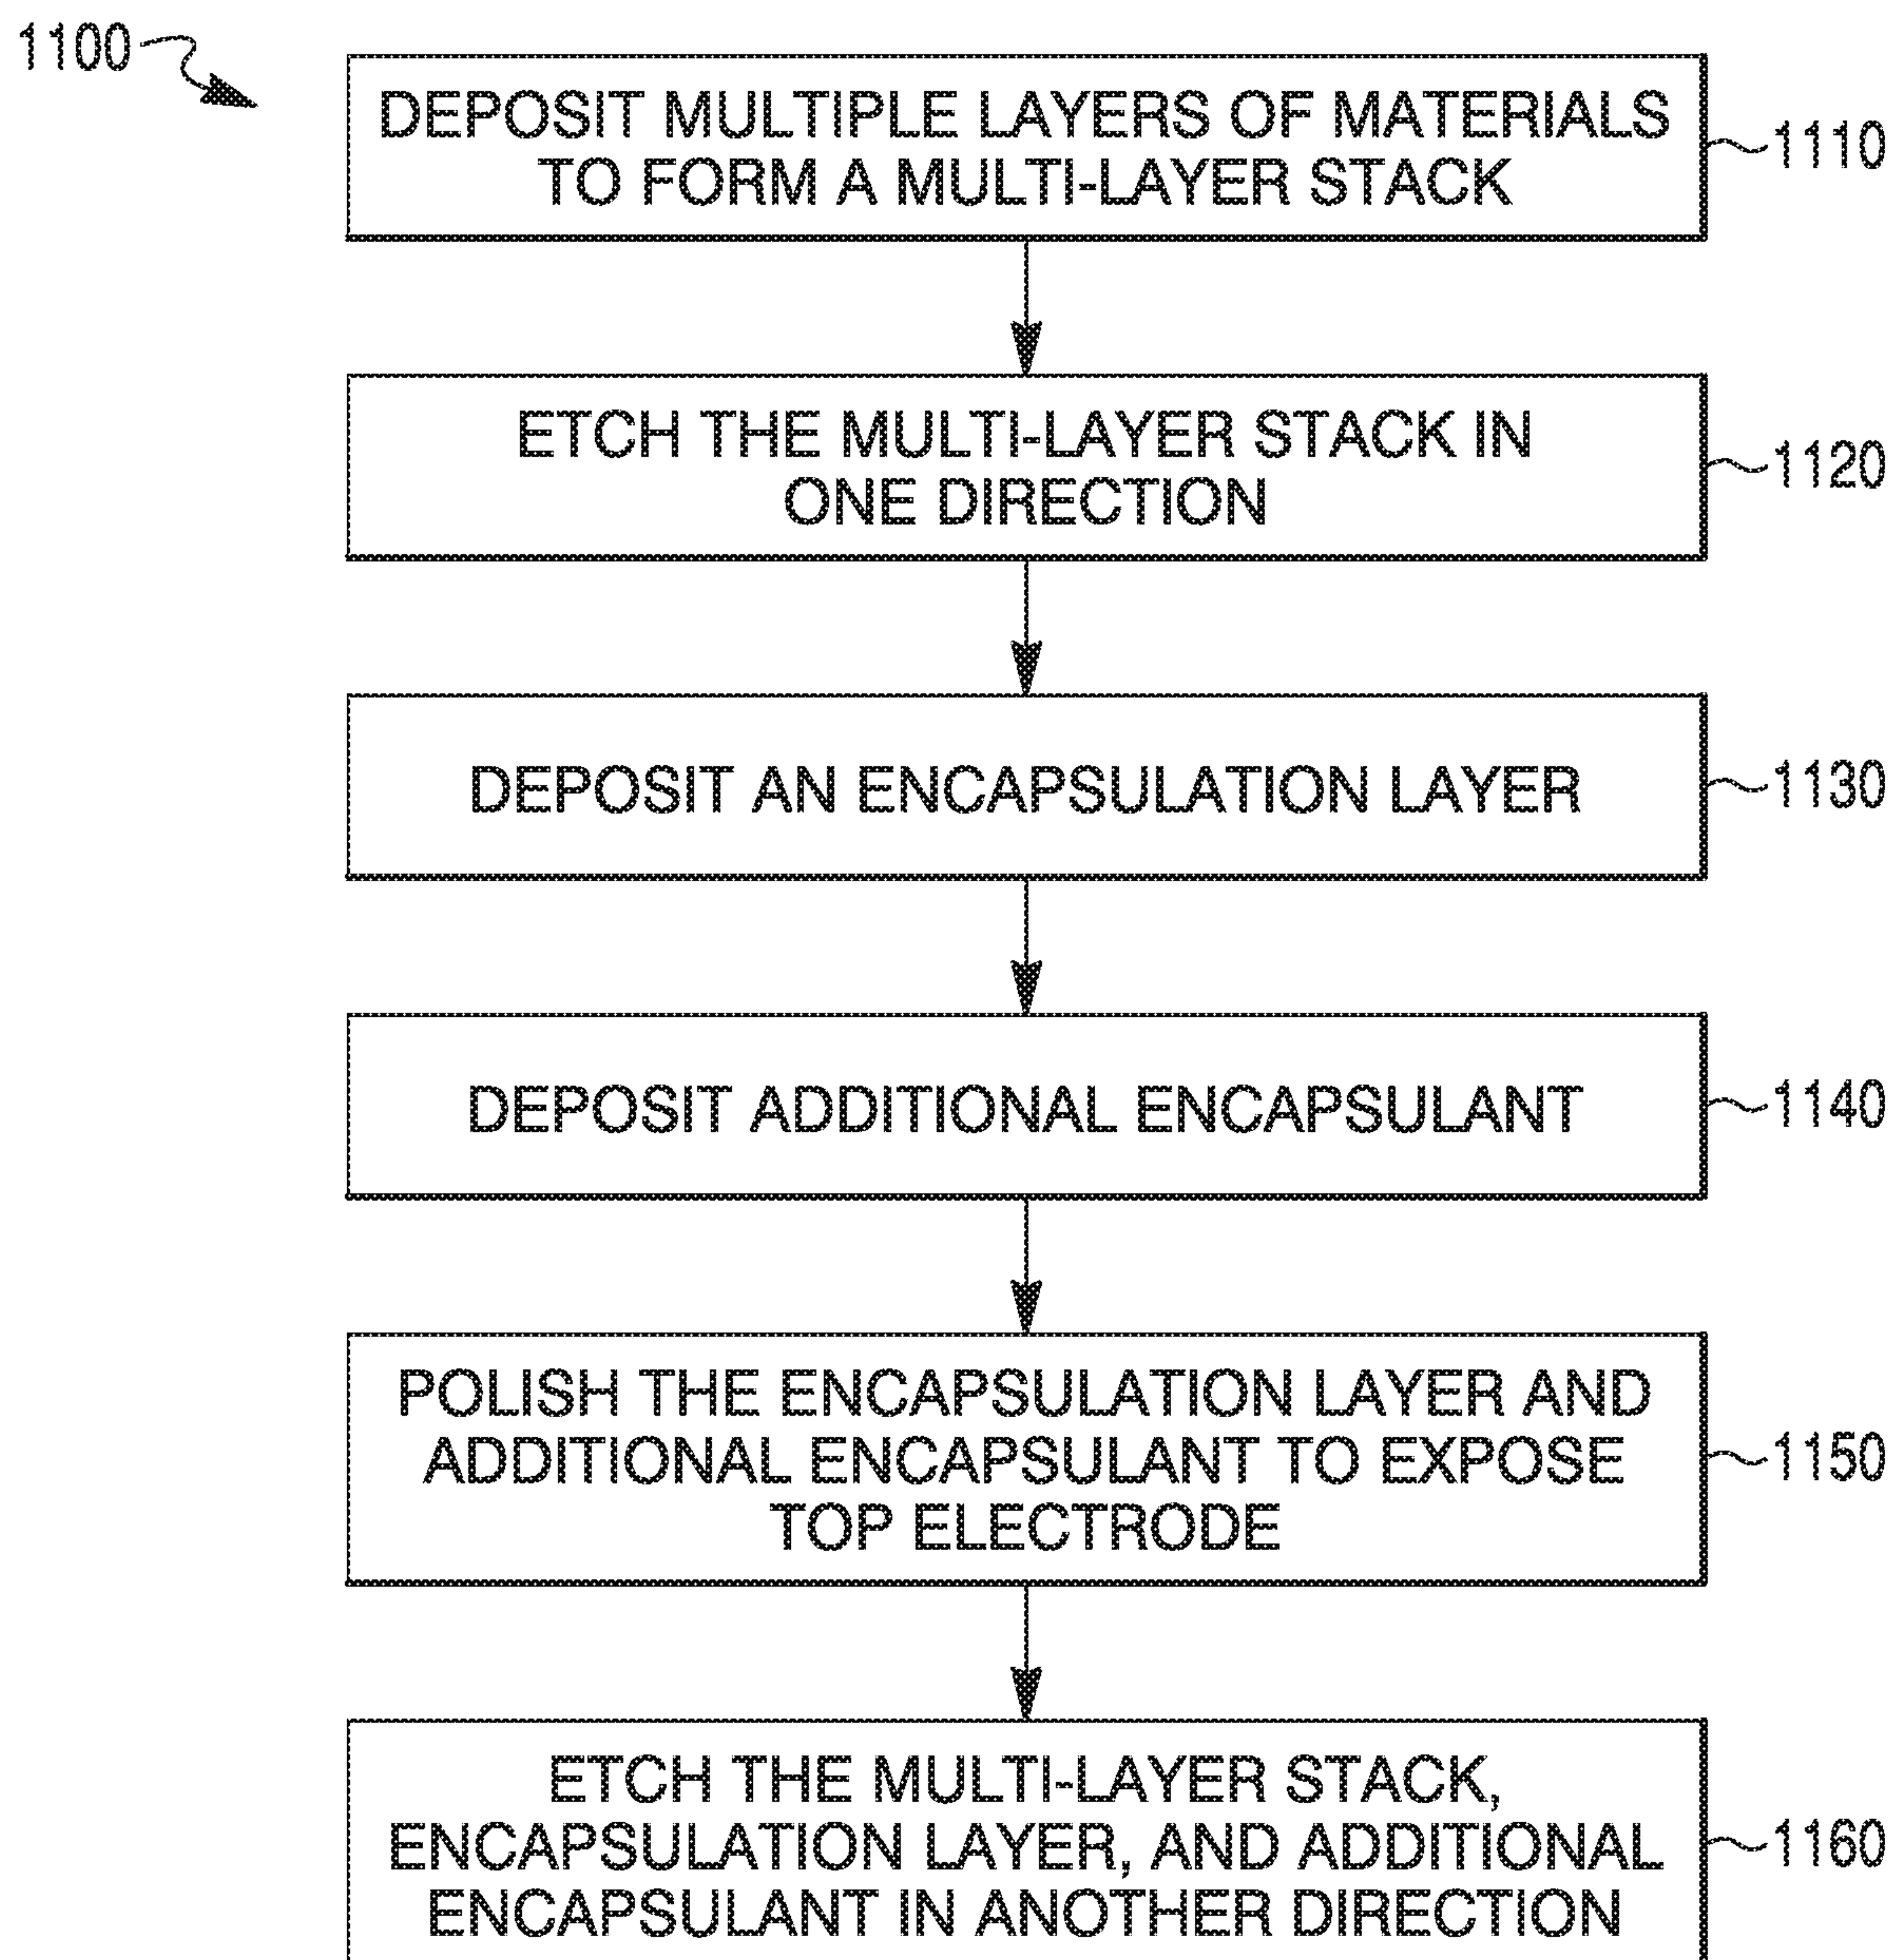 1100
DEPOSIT MULTIPLE LAYERS OF MATERIALS
TO FORM A MULTI-LAYER STACK
1110
ETCH THE MULTI-LAYER STACK IN
ONE DIRECTION
1120
DEPOSIT AN ENCAPSULATION LAYER
1130
DEPOSIT ADDITIONAL ENCAPSULANT
1140
POLISH THE ENCAPSULATION LAYER AND
ADDITIONAL ENCAPSULANT TO EXPOSE
TOP ELECTRODE
1150
ETCH THE MULTI-LAYER STACK,
ENCAPSULATION LAYER, AND ADDITIONAL
ENCAPSULANT IN ANOTHER DIRECTION
1160